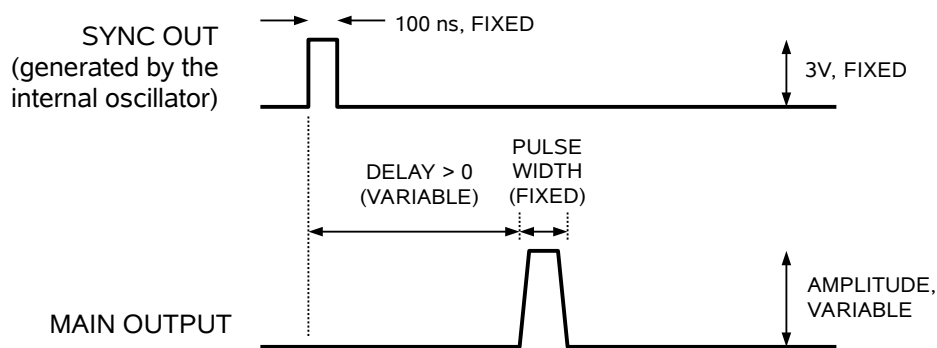 SYNC OUT
(generated by the
internal oscillator)
100 ns, FIXED
3V, FIXED
DELAY > 0
(VARIABLE)
PULSE
WIDTH
(FIXED)
MAIN OUTPUT
AMPLITUDE,
VARIABLE